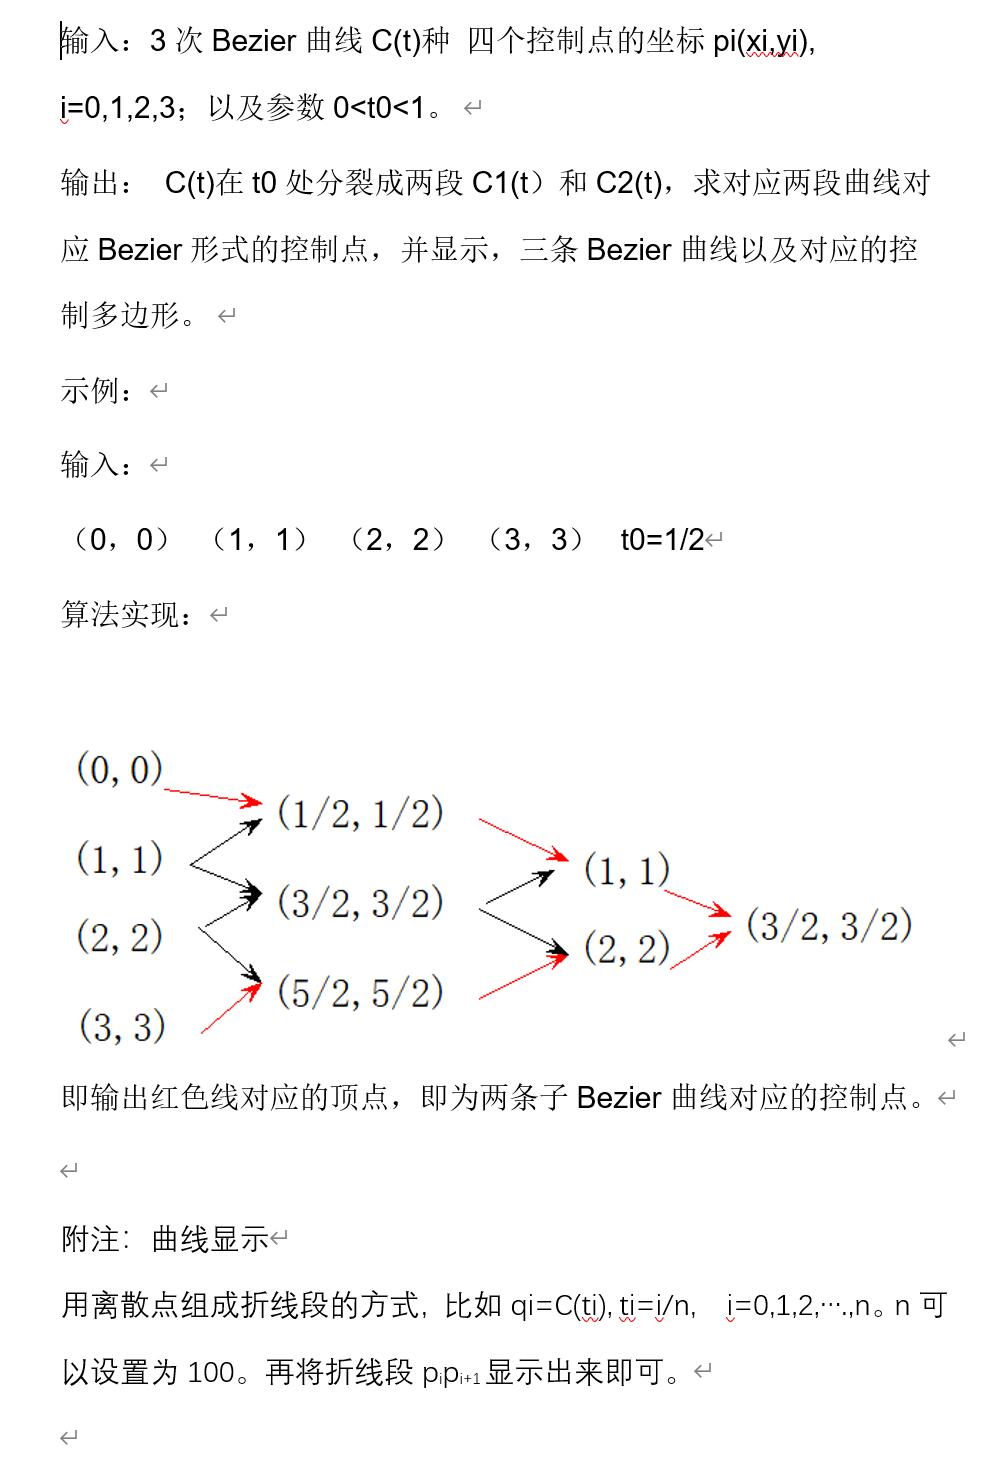 输入：3 次 Bezier 曲线 C(t)种 四个控制点的坐标 pi(xi,yi),
i=0,1,2,3；以及参数 0<t0<1。
输出： C(t)在 t0 处分裂成两段 C1(t）和 C2(t)，求对应两段曲线对
应 Bezier 形式的控制点，并显示，三条 Bezier 曲线以及对应的控
制多边形。
示例：
输入：
（0，0）（1，1）（2，2）（3，3） t0=1/2
算法实现：
(0,0)
(1/2,1/2)
(1,1)
(1,1)
(3/2,3/2)
(3/2,3/2)
(2,2)
(2,2)
(5/2,5/2)
(3,3)
即输出红色线对应的顶点，即为两条子 Bezier 曲线对应的控制点。
附注：曲线显示
用离散点组成折线段的方式, 比如 qi=C(ti), ti=i/n, i=0,1,2,….,n。n 可
以设置为 100。再将折线段 pᵢpᵢ₊₁ 显示出来即可。